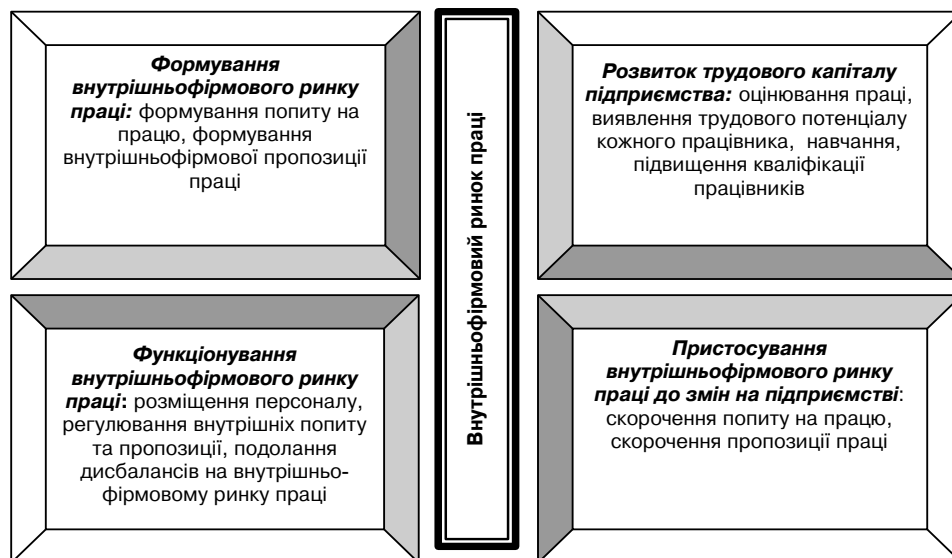 Формування
внутрішньофірмового ринку
праці: формування попиту на
працю, формування
внутрішньофірмової пропозиції
праці
Функціонування
внутрішньофірмового ринку
праці: розміщення персоналу,
регулювання внутрішніх попиту
та пропозиції, подолання
дисбалансів на внутрішньо-
фірмовому ринку праці
Внутрішньофірмовий ринок праці
Розвиток трудового капіталу
підприємства: оцінювання праці,
виявлення трудового потенціалу
кожного працівника, навчання,
підвищення кваліфікації
працівників
Пристосування
внутрішньофірмового ринку
праці до змін на підприємстві:
скорочення попиту на працю,
скорочення пропозиції праці